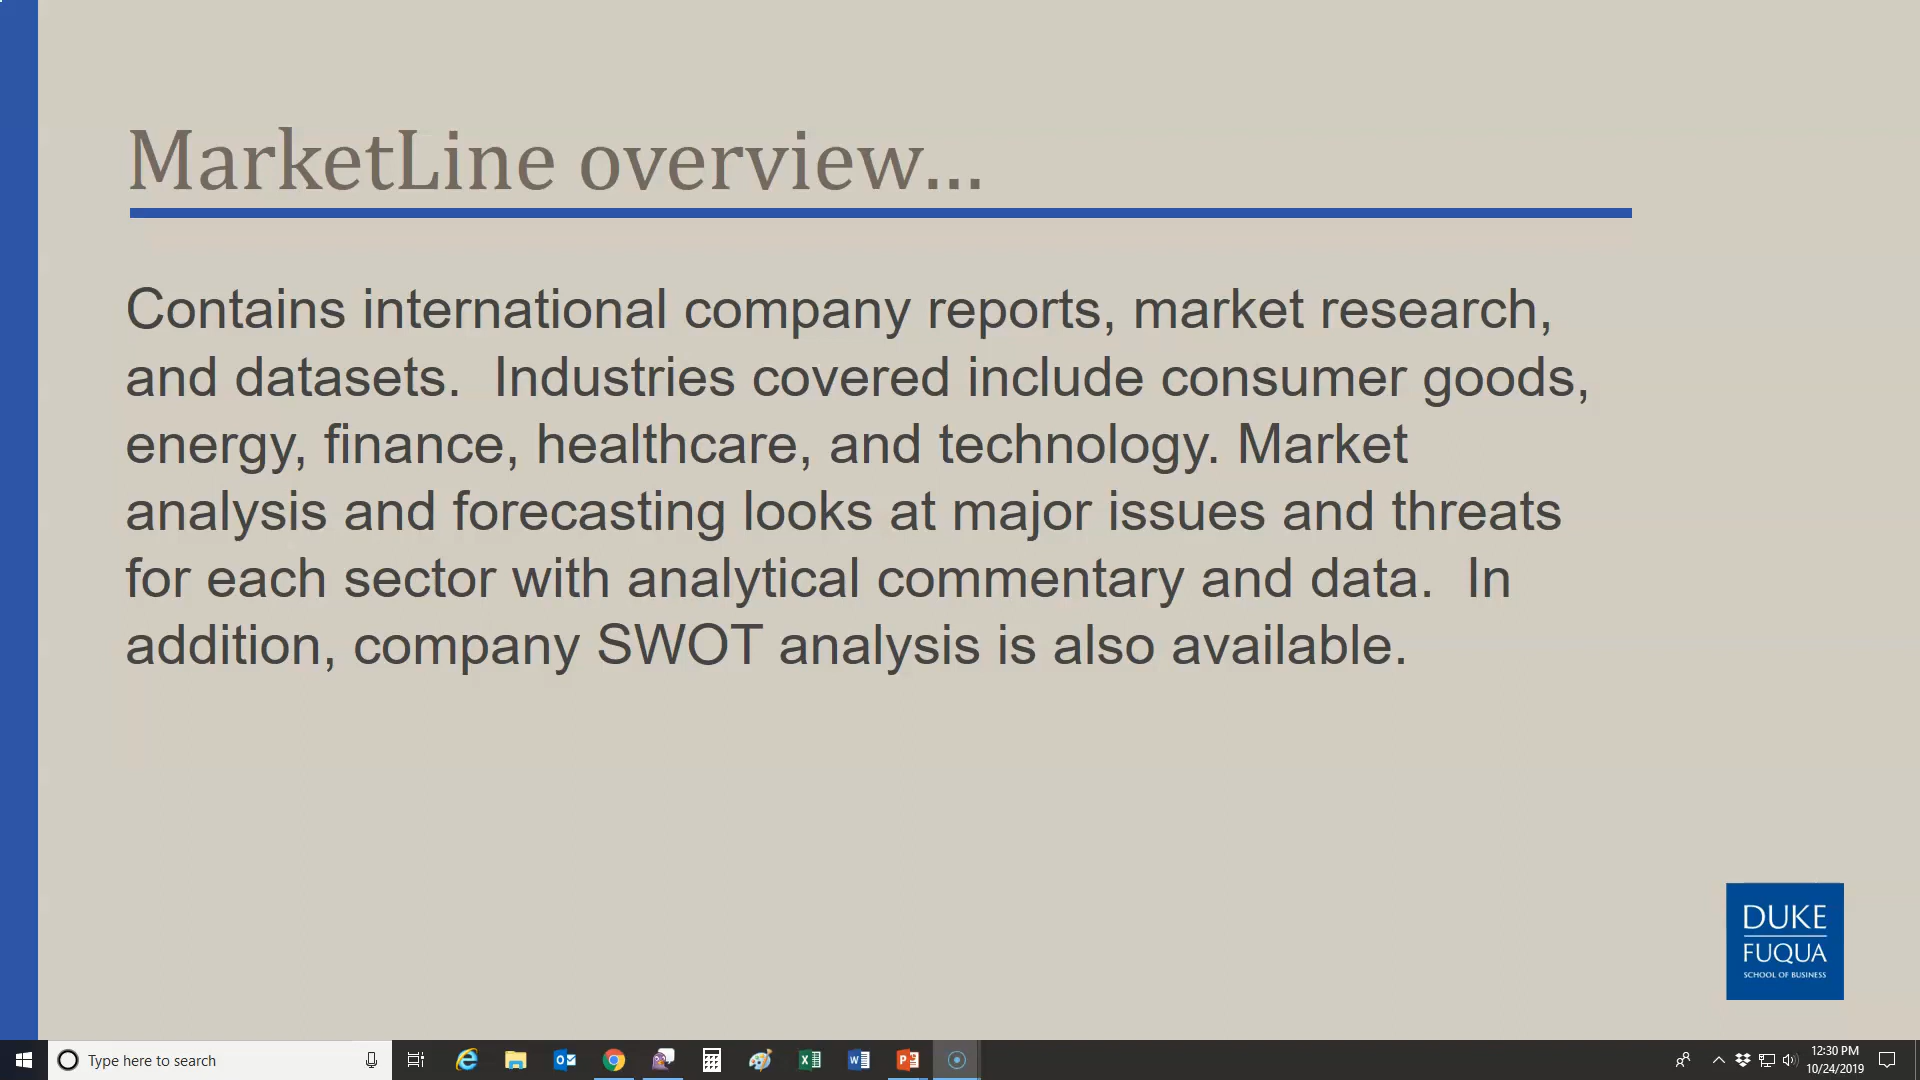 MarketLine overview...
Contains international company reports, market research,
and datasets.  Industries covered include consumer goods,
energy, finance, healthcare, and technology. Market
analysis and forecasting looks at major issues and threats
for each sector with analytical commentary and data.  In
addition, company SWOT analysis is also available.
DUKE
FUQUA
SCHOOL OF BUSINESS
Type here to search
12:30 PM
10/24/2019